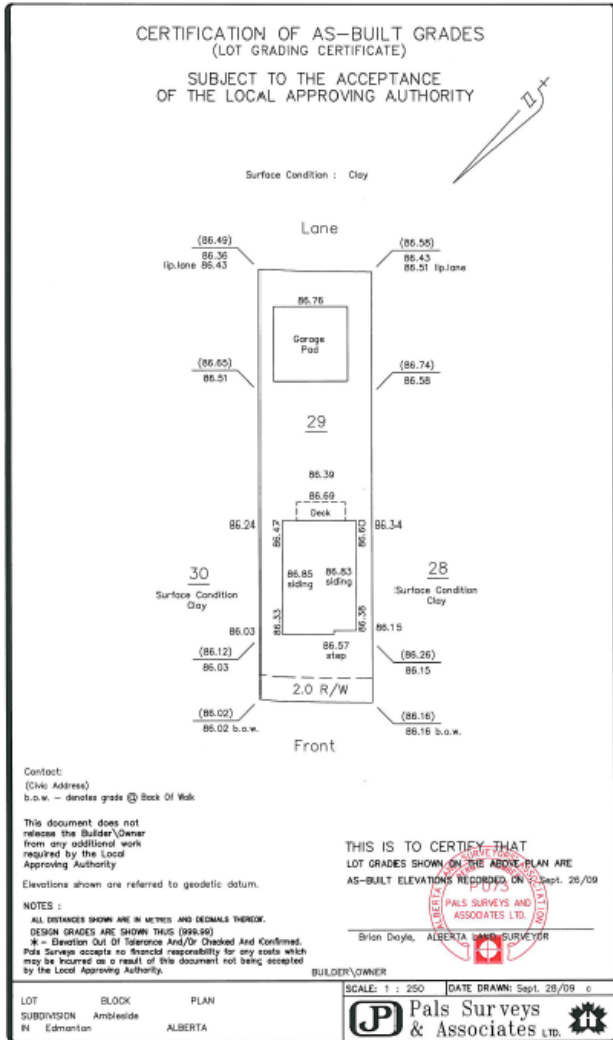 CERTIFICATION OF AS-BUILT GRADES
(LOT GRADING CERTIFICATE)
SUBJECT TO THE ACCEPTANCE
OF THE LOCAL APPROVING AUTHORITY
Surface Condition : Clay
Lane
(86.49)
86.36
lip.lane 86.43
(86.58)
86.43
86.51 lip.lane
86.76
Garage
Pad
(86.65)
86.51
(86.74)
86.58
29
86.39
86.69
Deck
86.24
86.47
86.60
86.34
30
Surface Condition
Clay
86.85
siding
86.83
siding
28
Surface Condition
Clay
86.03
86.33
86.38
86.15
86.57
step
(86.12)
86.03
(86.26)
86.15
2.0 R/W
(86.02)
86.02 b.o.w.
(86.16)
86.16 b.o.w.
Front
Contact:
(Civic Address)
b.o.w. - denotes grade @ Back Of Walk
This document does not
release the Builder\Owner
from any additional work
required by the Local
Approving Authority
Elevations shown are referred to geodetic datum.
NOTES :
ALL DISTANCES SHOWN ARE IN METRES AND DECIMALS THEREOF.
DESIGN GRADES ARE SHOWN THUS (999.99)
* = Elevation Out Of Tolerance And/Or Checked And Confirmed.
Pals Surveys accepts no financial responsibility for any costs which
may be incurred as a result of this document not being accepted
by the Local Approving Authority.
THIS IS TO CERTIFY THAT
LOT GRADES SHOWN ON THE ABOVE PLAN ARE
AS-BUILT ELEVATIONS RECORDED ON Sept. 26/09
ALBERTA LAND SURVEYORS ASSOCIATION
P 073
PALS SURVEYS AND
ASSOCIATES LTD.
Brian Doyle, ALBERTA LAND SURVEYOR
BUILDER\OWNER
LOT BLOCK PLAN
SUBDIVISION Ambleside
IN Edmonton ALBERTA
SCALE: 1 : 250 DATE DRAWN: Sept. 28/09 c
JP Pals Surveys
& Associates LTD.